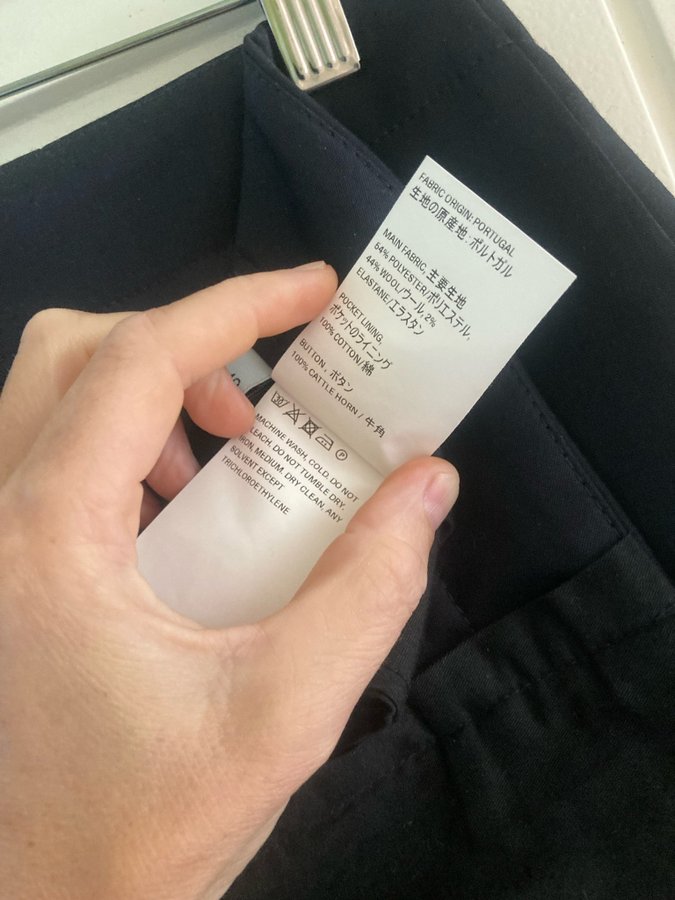 FABRIC ORIGIN: PORTUGAL
生地の原産地：ポルトガル
MAIN FABRIC, 主要生地
54% POLYESTER/ポリエステル,
44% WOOL/ウール, 2%
ELASTANE/エラスタン
POCKET LINING,
ポケットのライニング
100% COTTON/綿
BUTTON, ボタン
100% CATTLE HORN / 牛角
30
P
MACHINE WASH, COLD. DO NOT
BLEACH, DO NOT TUMBLE DRY.
IRON, MEDIUM. DRY CLEAN, ANY
SOLVENT EXCEPT
TRICHLOROETHYLENE